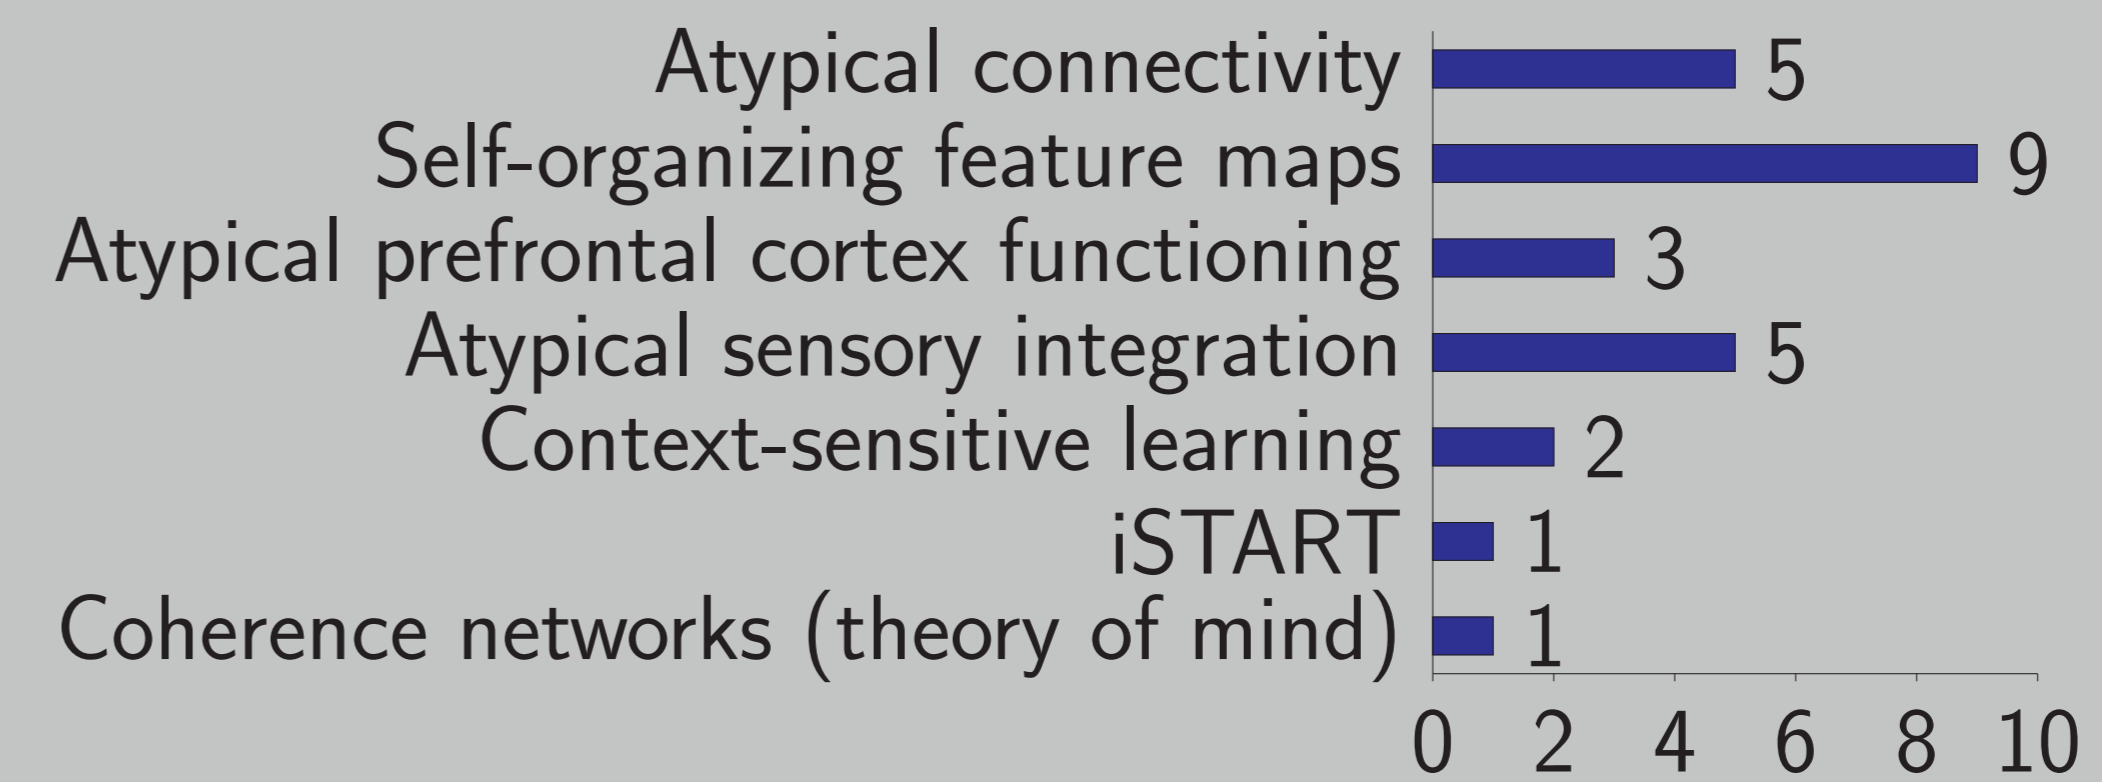 Atypical connectivity 5
Self-organizing feature maps 9
Atypical prefrontal cortex functioning 3
Atypical sensory integration 5
Context-sensitive learning 2
iSTART 1
Coherence networks (theory of mind) 1
0 2 4 6 8 10